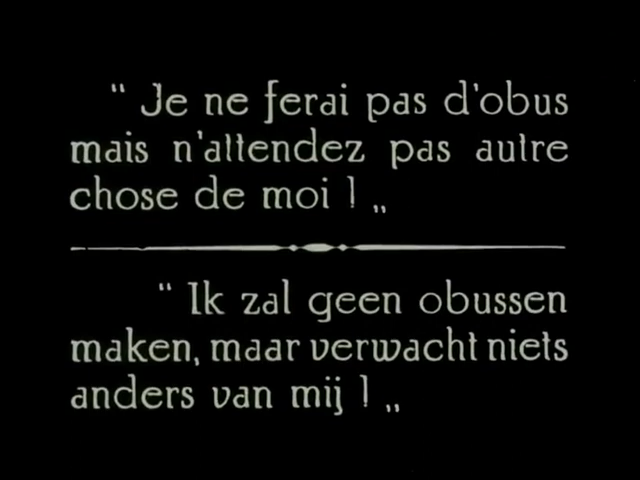 “ Je ne ferai pas d'obus
mais n'attendez pas autre
chose de moi ! „
“ Ik zal geen obussen
maken, maar verwacht niets
anders van mij ! „